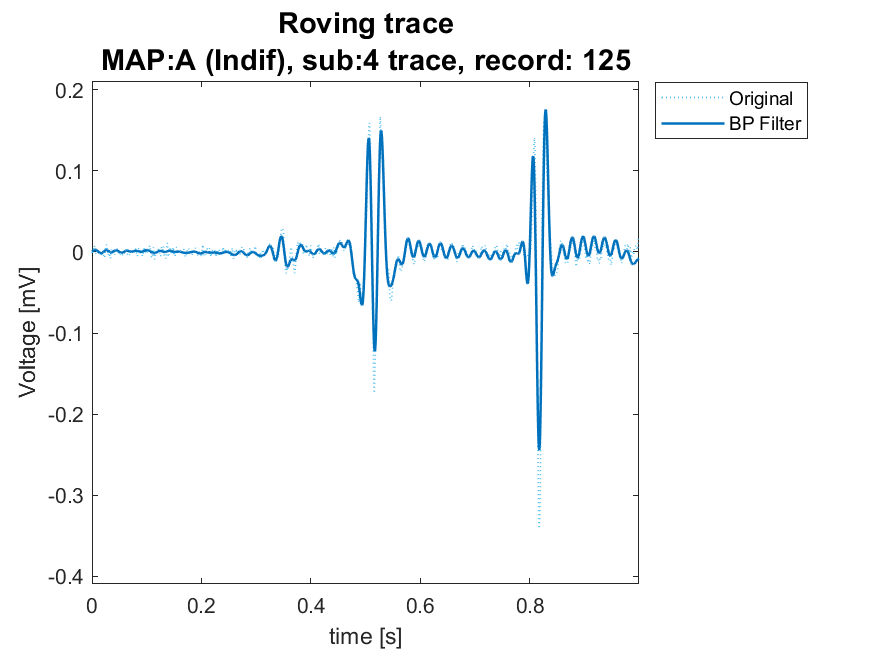 Roving trace
MAP:A (Indif), sub:4 trace, record: 125
Original
BP Filter
0.2
0.1
0
-0.1
-0.2
-0.3
-0.4
Voltage [mV]
0
0.2
0.4
0.6
0.8
time [s]